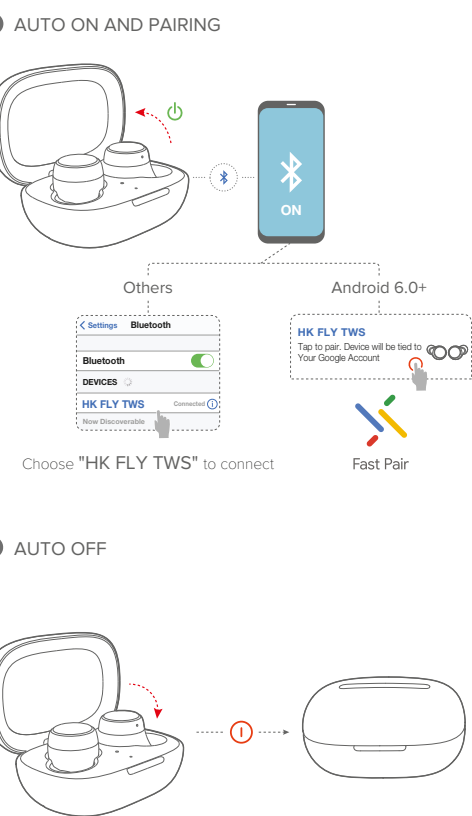 AUTO ON AND PAIRING
ON
Others
Android 6.0+
Settings Bluetooth
Bluetooth
DEVICES
HK FLY TWS Connected
Now Discoverable
HK FLY TWS
Tap to pair. Device will be tied to
Your Google Account
Choose "HK FLY TWS" to connect
Fast Pair
AUTO OFF